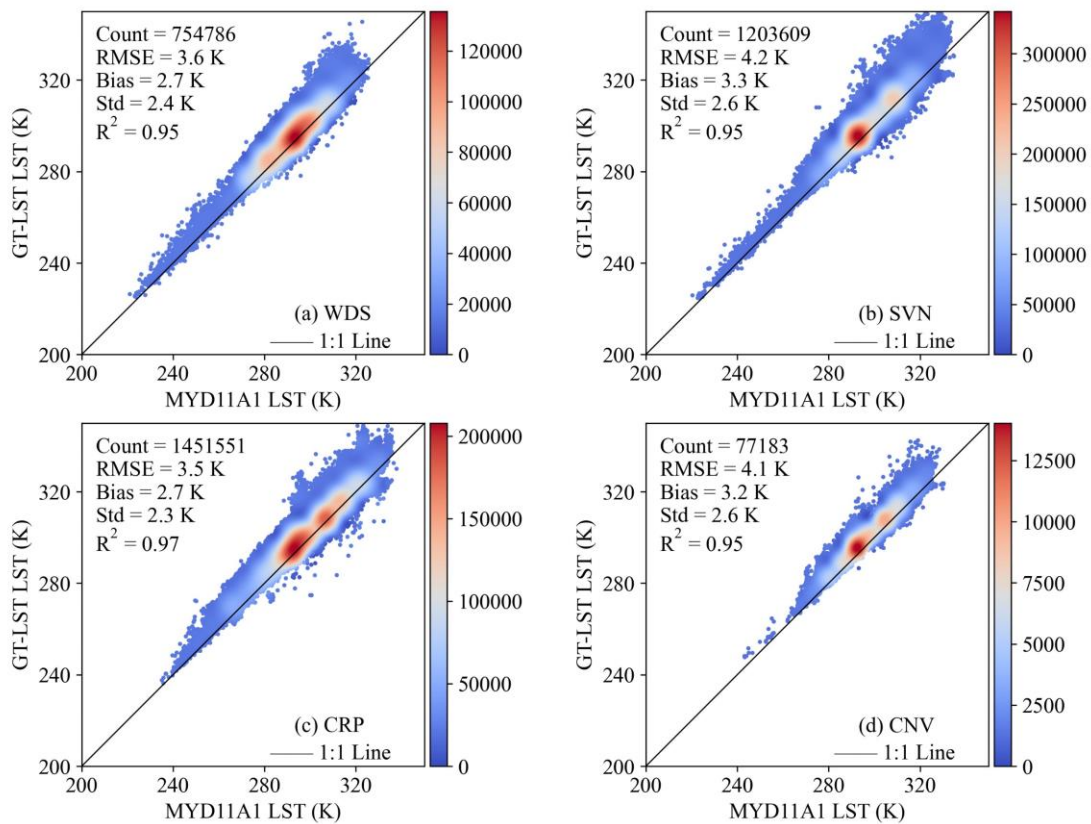 Count = 754786
RMSE = 3.6 K
Bias = 2.7 K
Std = 2.4 K
R² = 0.95
GT-LST LST (K)
320
280
240
200
200 240 280 320
MYD11A1 LST (K)
(a) WDS
1:1 Line
120000
100000
80000
60000
40000
20000
0
Count = 1203609
RMSE = 4.2 K
Bias = 3.3 K
Std = 2.6 K
R² = 0.95
GT-LST LST (K)
320
280
240
200
200 240 280 320
MYD11A1 LST (K)
(b) SVN
1:1 Line
300000
250000
200000
150000
100000
50000
0
Count = 1451551
RMSE = 3.5 K
Bias = 2.7 K
Std = 2.3 K
R² = 0.97
GT-LST LST (K)
320
280
240
200
200 240 280 320
MYD11A1 LST (K)
(c) CRP
1:1 Line
200000
150000
100000
50000
0
Count = 77183
RMSE = 4.1 K
Bias = 3.2 K
Std = 2.6 K
R² = 0.95
GT-LST LST (K)
320
280
240
200
200 240 280 320
MYD11A1 LST (K)
(d) CNV
1:1 Line
12500
10000
7500
5000
2500
0